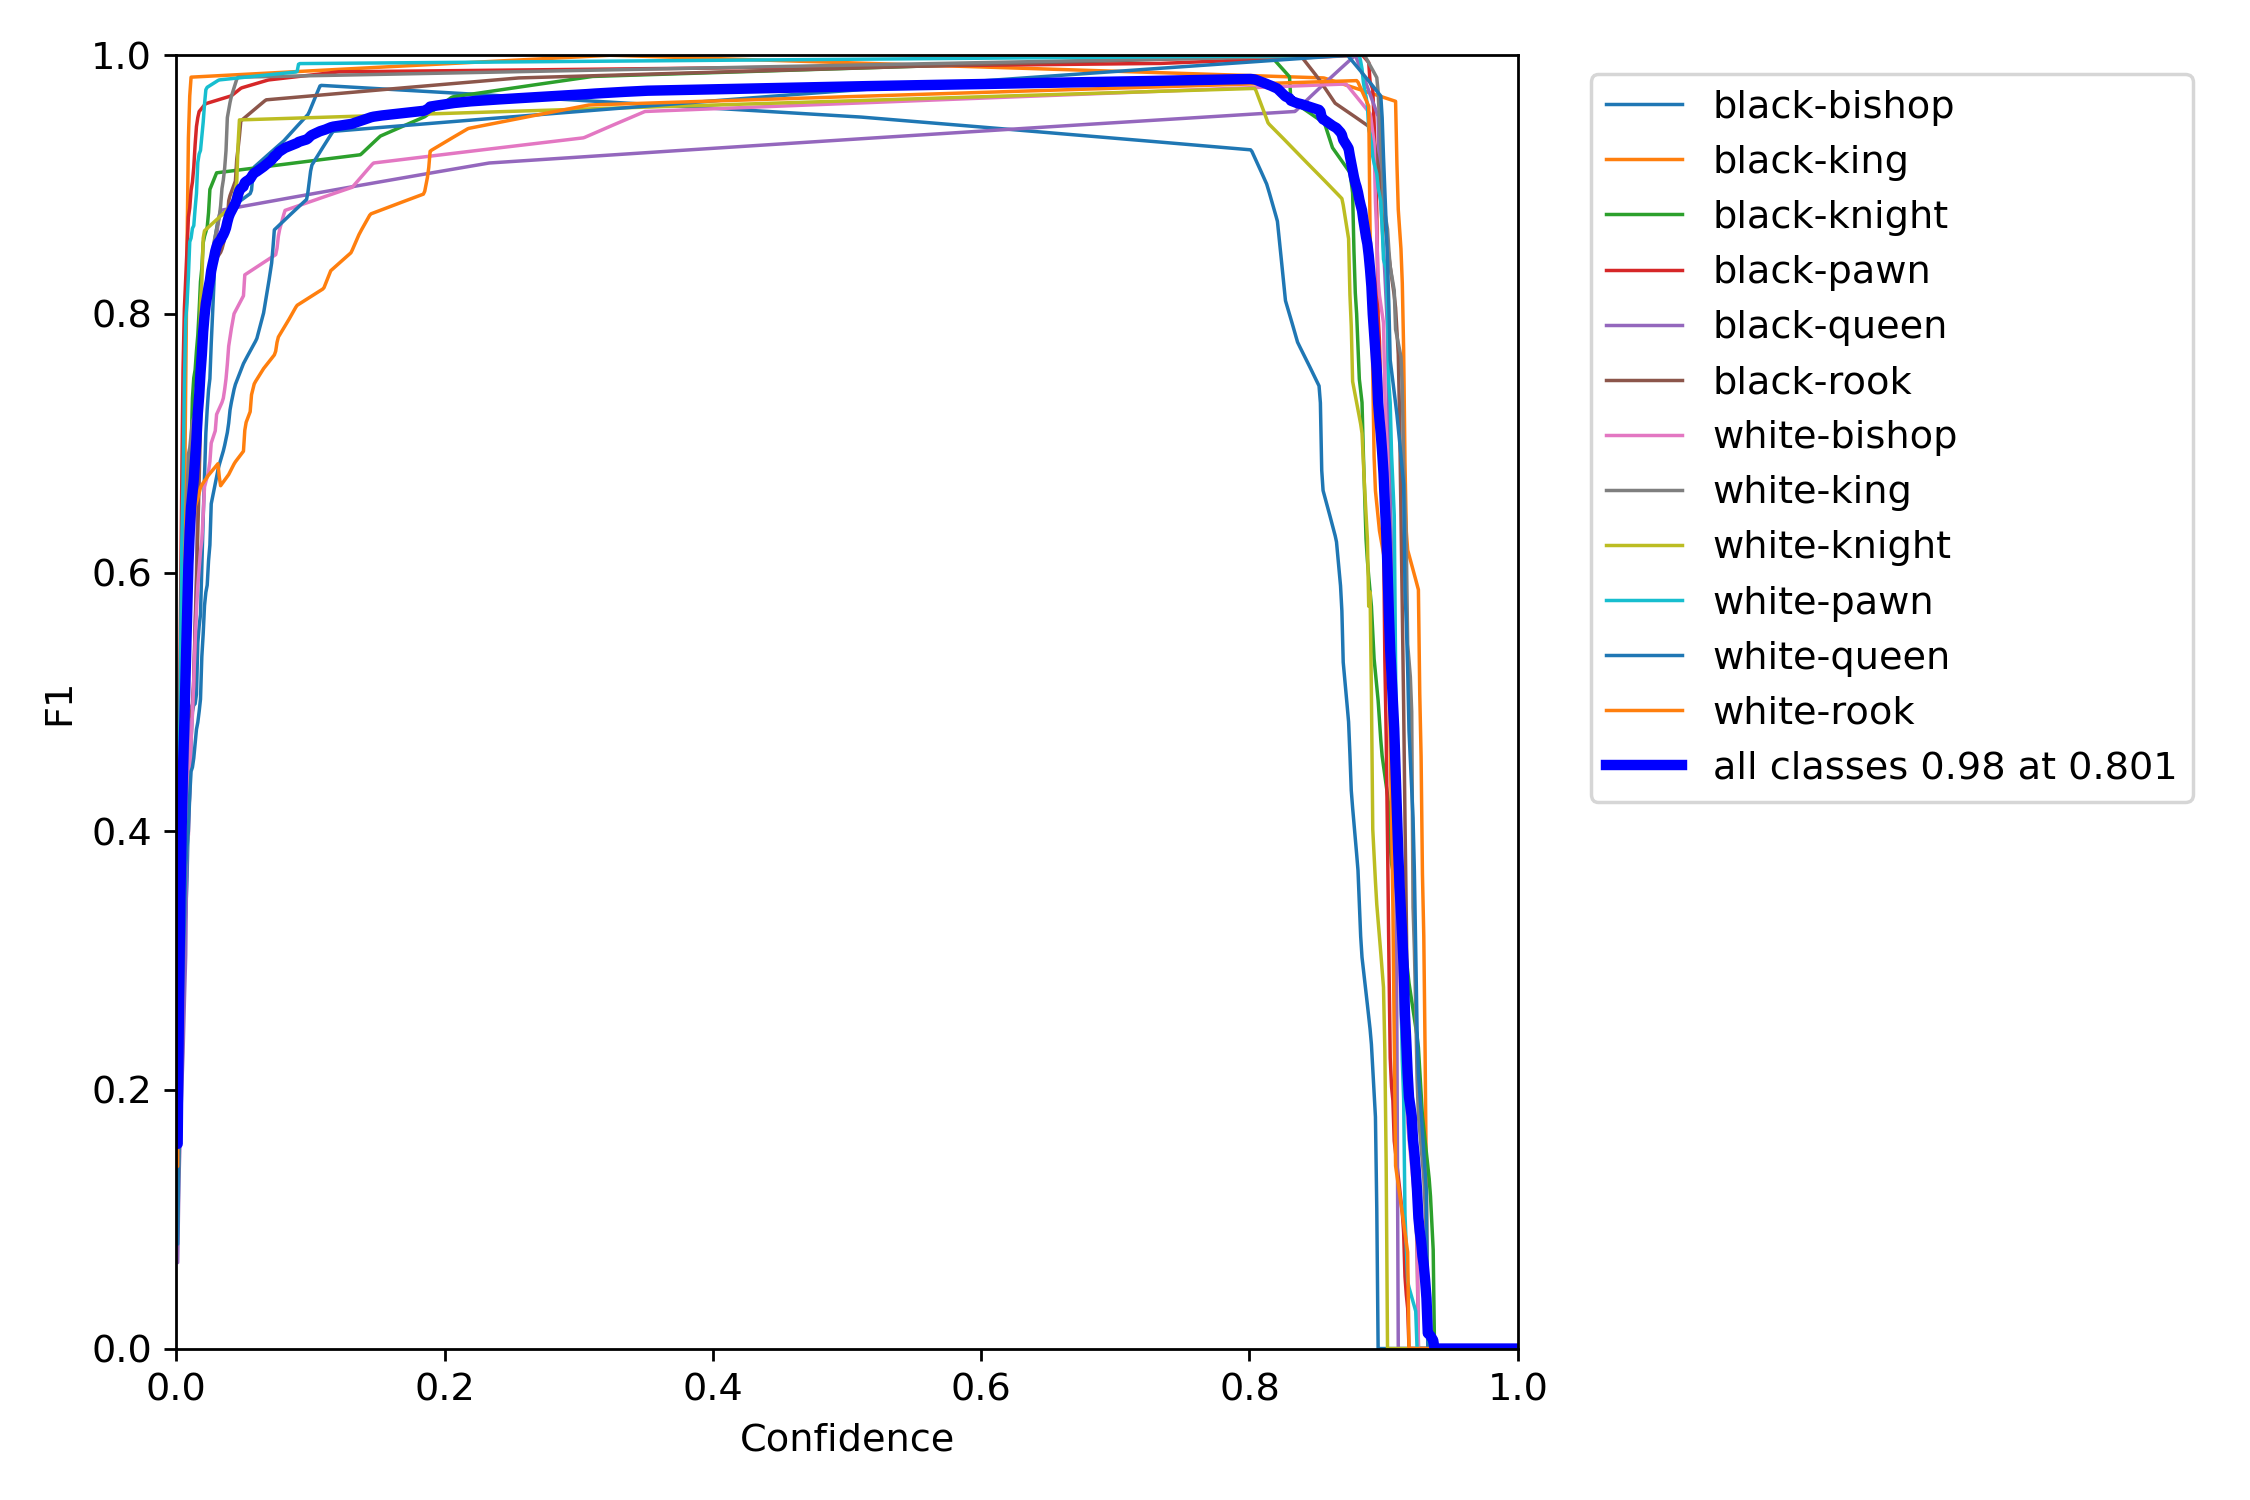 1.0
0.8
0.6
0.4
0.2
0.0
F1
0.0 0.2 0.4 0.6 0.8 1.0
Confidence
black-bishop
black-king
black-knight
black-pawn
black-queen
black-rook
white-bishop
white-king
white-knight
white-pawn
white-queen
white-rook
all classes 0.98 at 0.801